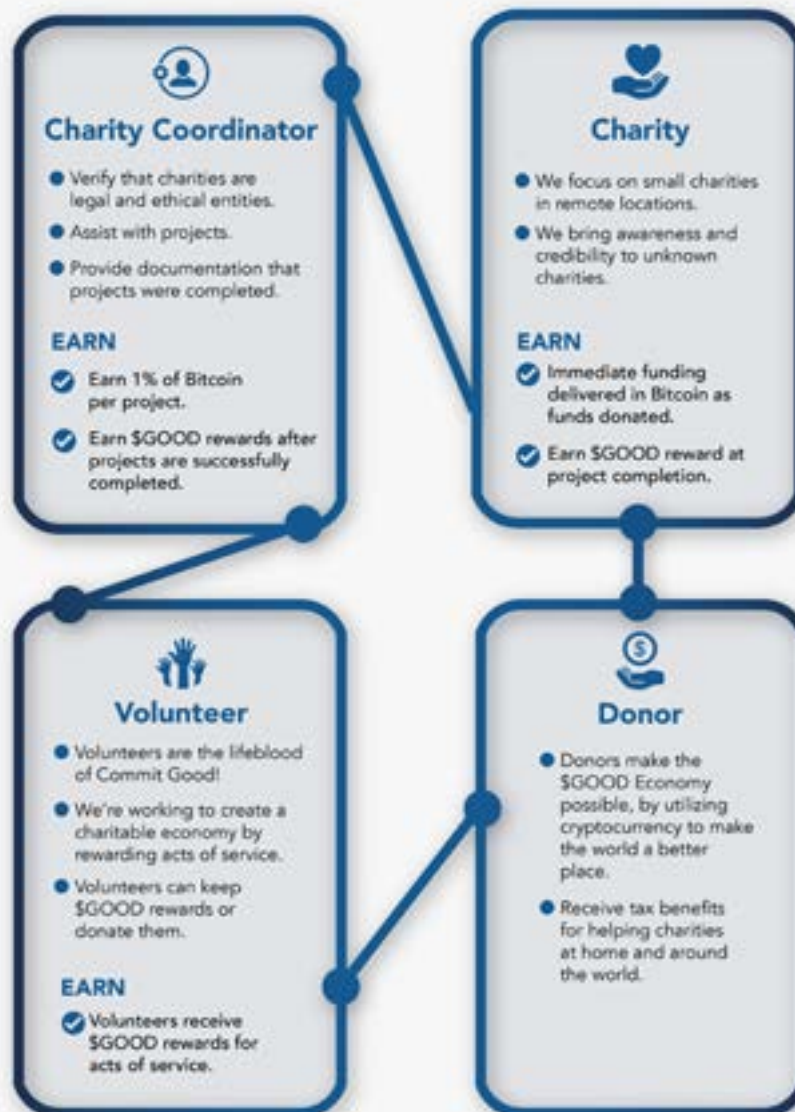 Charity Coordinator
Verify that charities are
legal and ethical entities.
Assist with projects.
Provide documentation that
projects were completed.
EARN
Earn 1% of Bitcoin
per project.
Earn $GOOD rewards after
projects are successfully
completed.
Charity
We focus on small charities
in remote locations.
We bring awareness and
credibility to unknown
charities.
EARN
Immediate funding
delivered in Bitcoin as
funds donated.
Earn $GOOD reward at
project completion.
Volunteer
Volunteers are the lifeblood
of Commit Good!
We're working to create a
charitable economy by
rewarding acts of service.
Volunteers can keep
$GOOD rewards or
donate them.
EARN
Volunteers receive
$GOOD rewards for
acts of service.
$
Donor
Donors make the
$GOOD Economy
possible, by utilizing
cryptocurrency to make
the world a better
place.
Receive tax benefits
for helping charities
at home and around
the world.